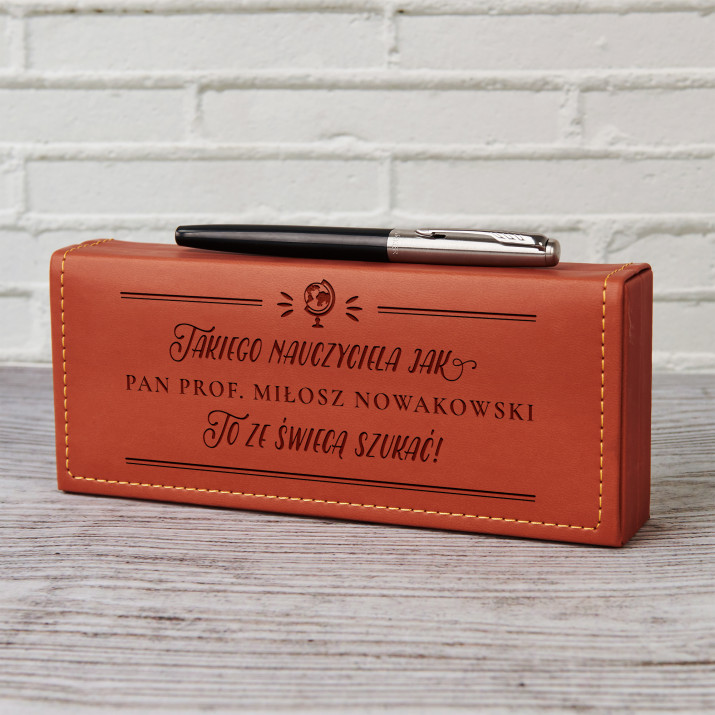 Takiego nauczyciela jak
PAN PROF. MIŁOSZ NOWAKOWSKI
To ze świecą szukać!